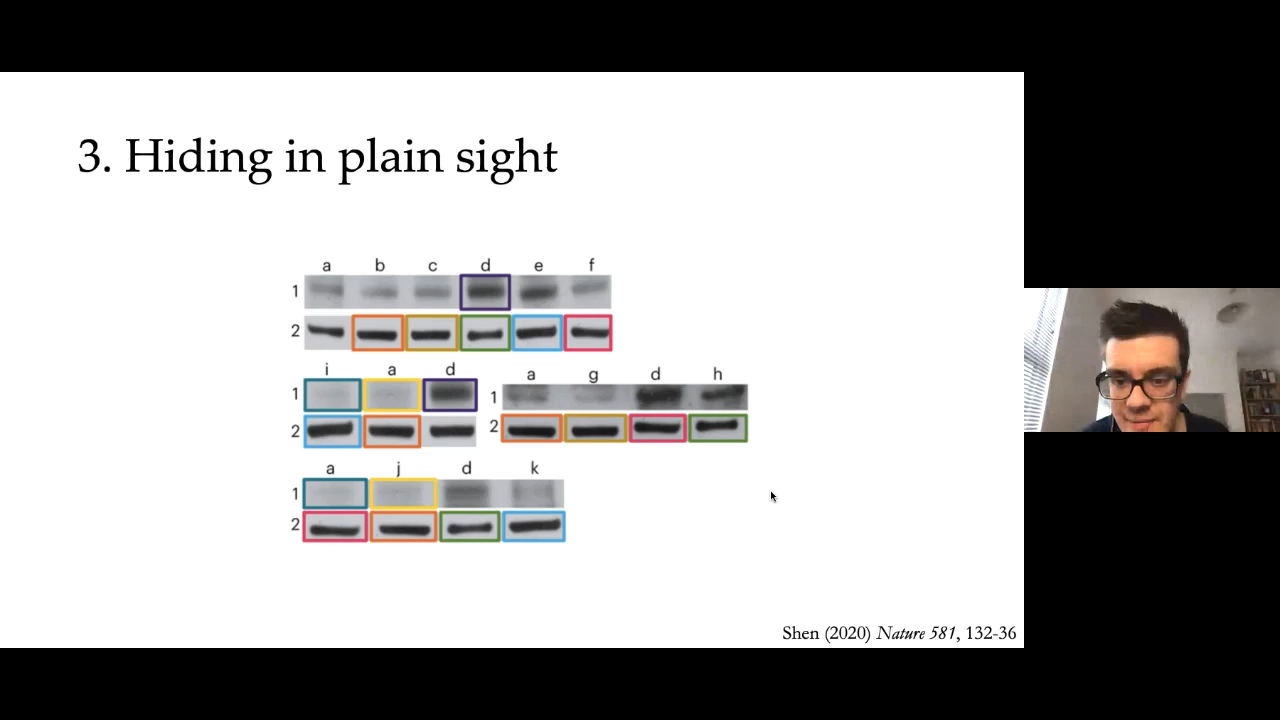 3. Hiding in plain sight
a b c d e f
1
2
i a d
1
2
a g d h
1
2
a j d k
1
2
Shen (2020) Nature 581, 132-36